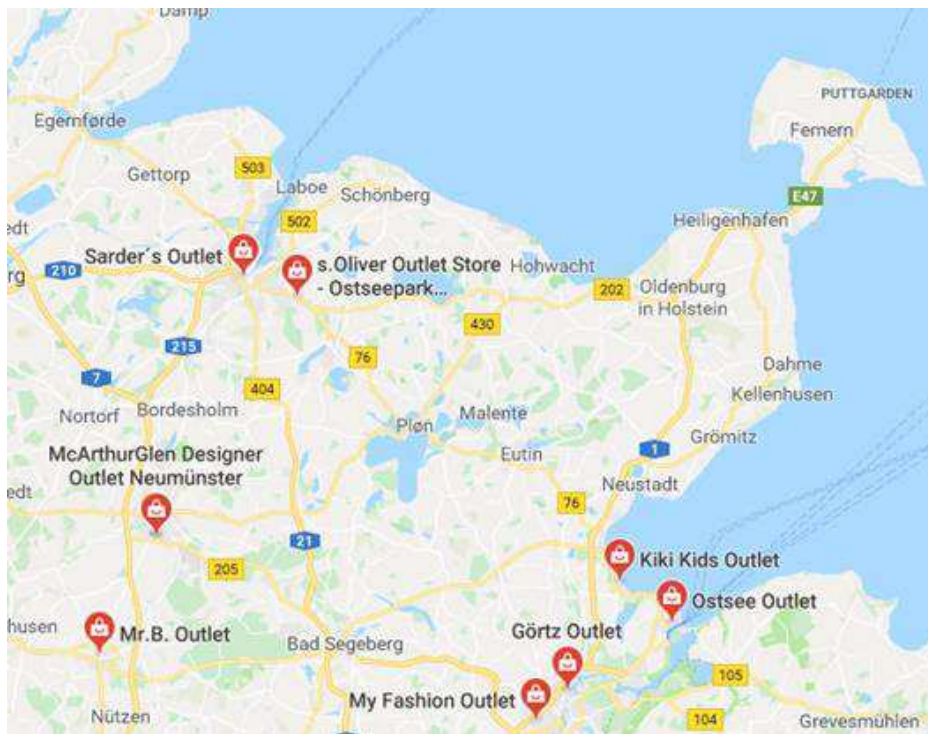 Damp
PUTTGARDEN
Egernførde
Femern
503
Gettorp
Laboe
Schönberg
E47
502
Heiligenhafen
edt
Sarder´s Outlet
s.Oliver Outlet Store
- Ostseepark...
Hohwacht
210
rg
202
Oldenburg
in Holstein
430
215
76
Dahme
7
404
Kellenhusen
Nortorf
Bordesholm
Malente
Pløn
Grömitz
McArthurGlen Designer
Outlet Neumünster
Eutin
1
edt
Neustadt
76
21
Kiki Kids Outlet
205
Ostsee Outlet
husen
Mr.B. Outlet
Görtz Outlet
Bad Segeberg
105
My Fashion Outlet
Nützen
104
Grevesmühlen